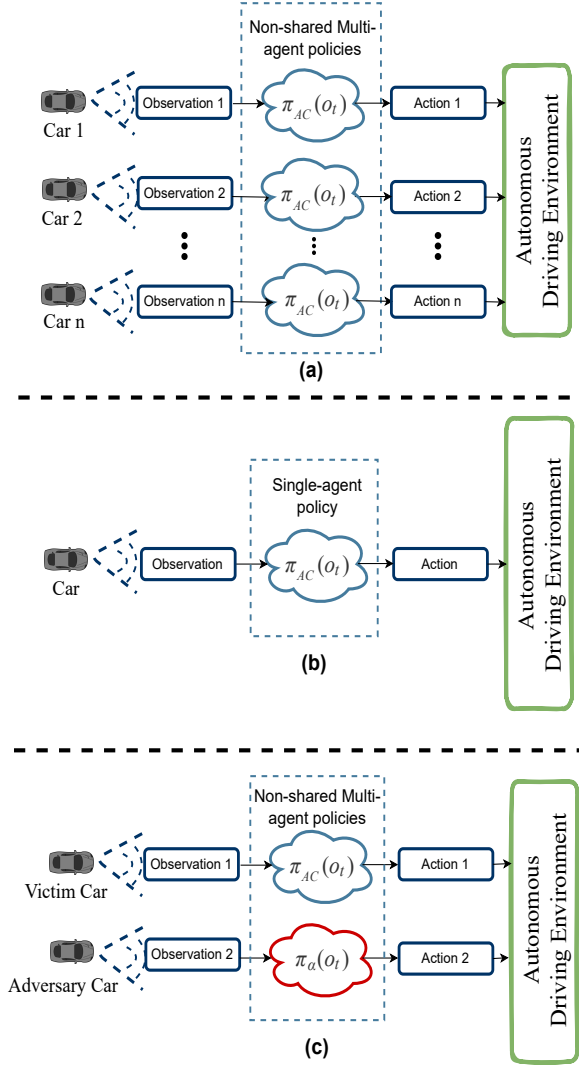 Non-shared Multi-
agent policies
Car 1
Observation 1
π_AC(o_t)
Action 1
Car 2
Observation 2
π_AC(o_t)
Action 2
Car n
Observation n
π_AC(o_t)
Action n
Autonomous
Driving Environment
(a)
Single-agent
policy
Car
Observation
π_AC(o_t)
Action
Autonomous
Driving Environment
(b)
Non-shared Multi-
agent policies
Victim Car
Observation 1
π_AC(o_t)
Action 1
Adversary Car
Observation 2
π_α(o_t)
Action 2
Autonomous
Driving Environment
(c)